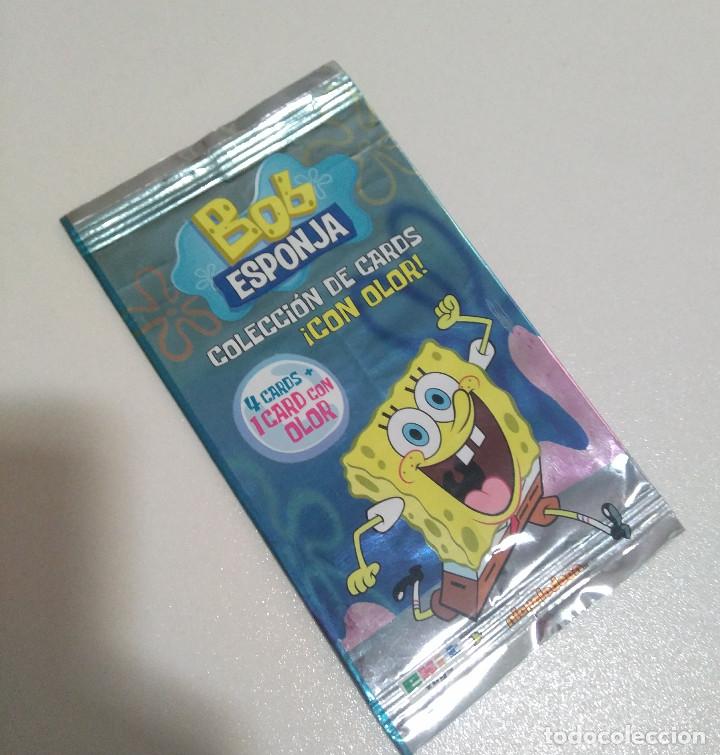 Bob
ESPONJA
COLECCIÓN DE CARDS
¡CON OLOR!
4 CARDS +
1 CARD CON
OLOR
nickelodeon
todocoleccion